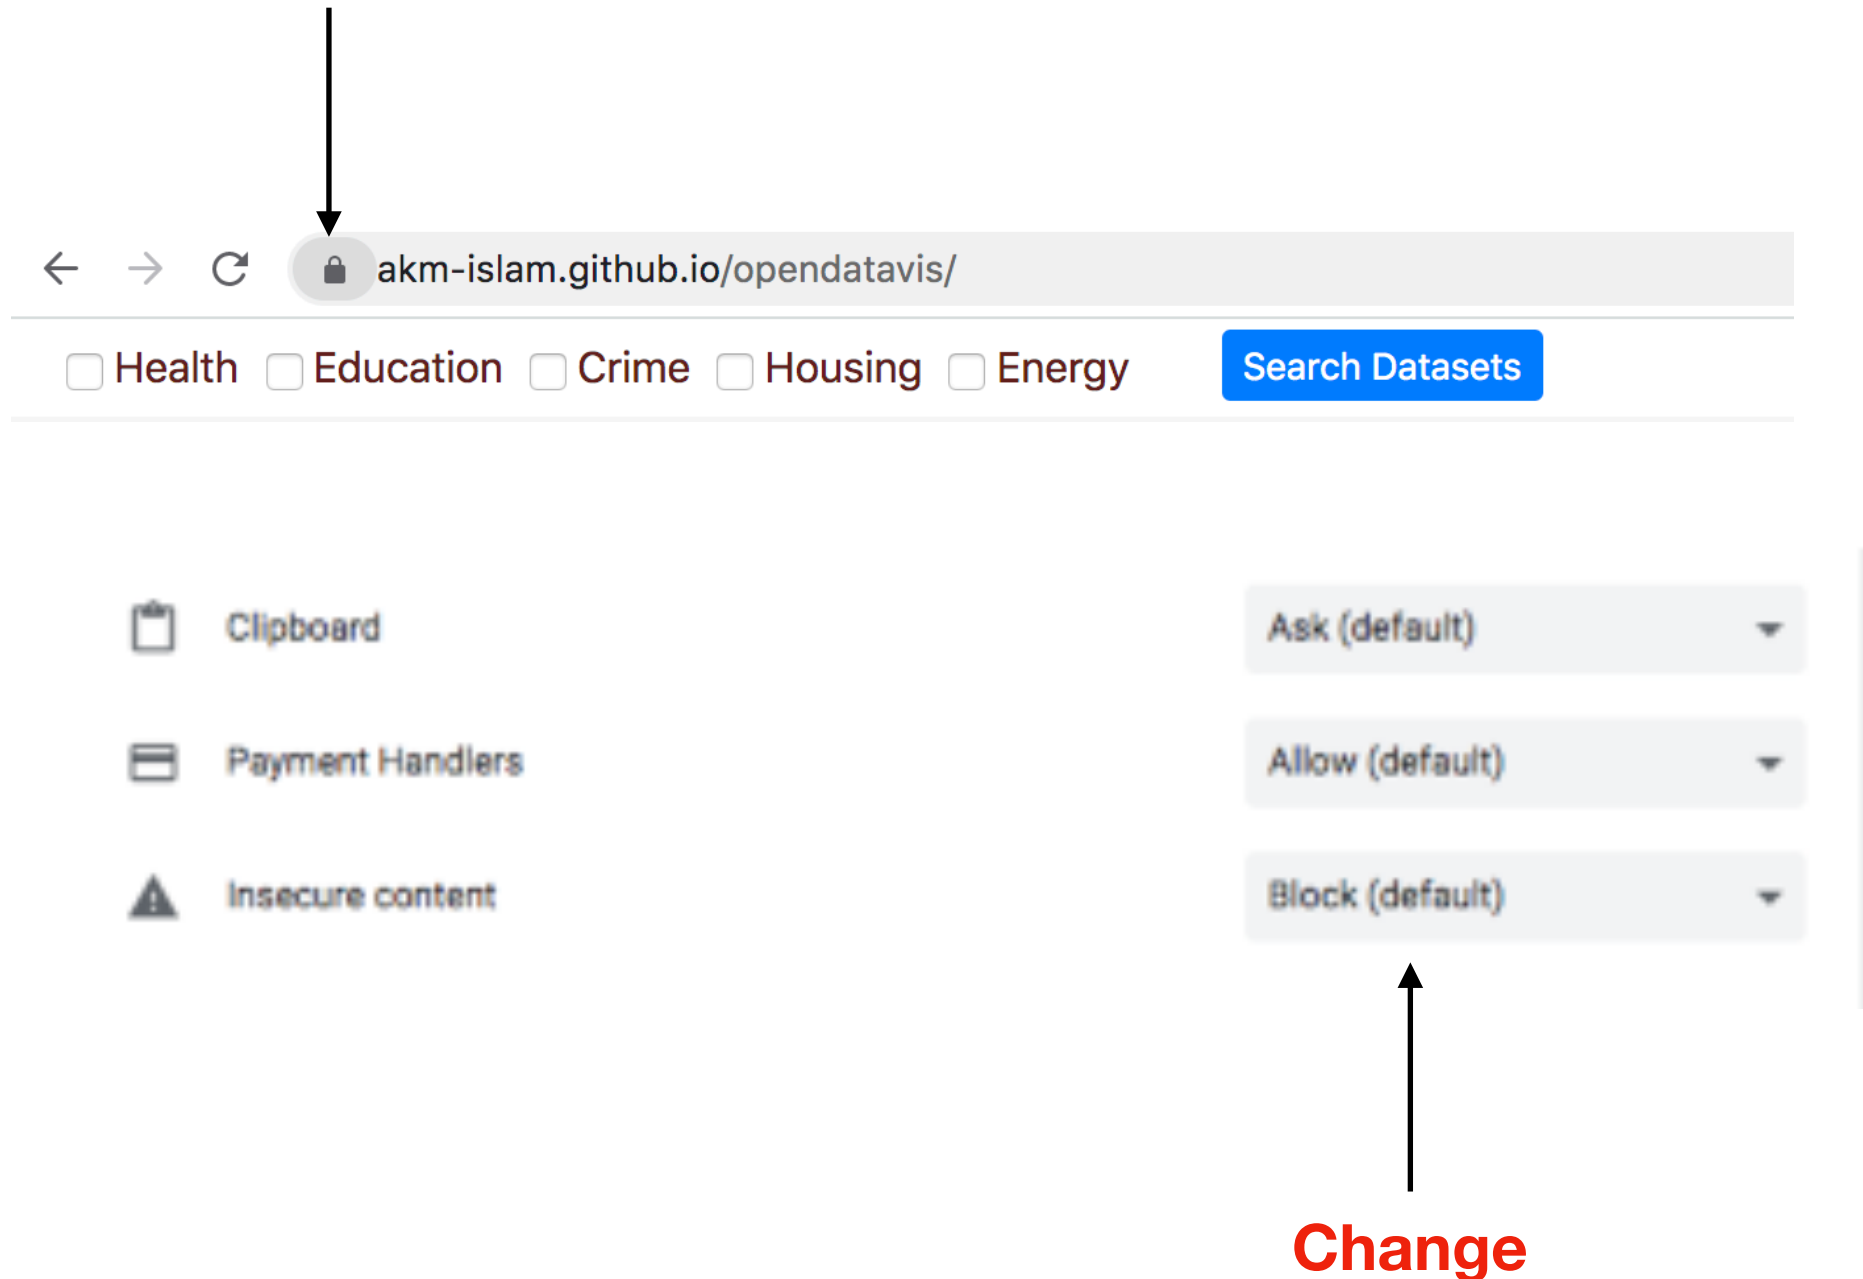 akm-islam.github.io/opendatavis/
Health Education Crime Housing Energy Search Datasets
Clipboard Ask (default)
Payment Handlers Allow (default)
Insecure content Block (default)
Change